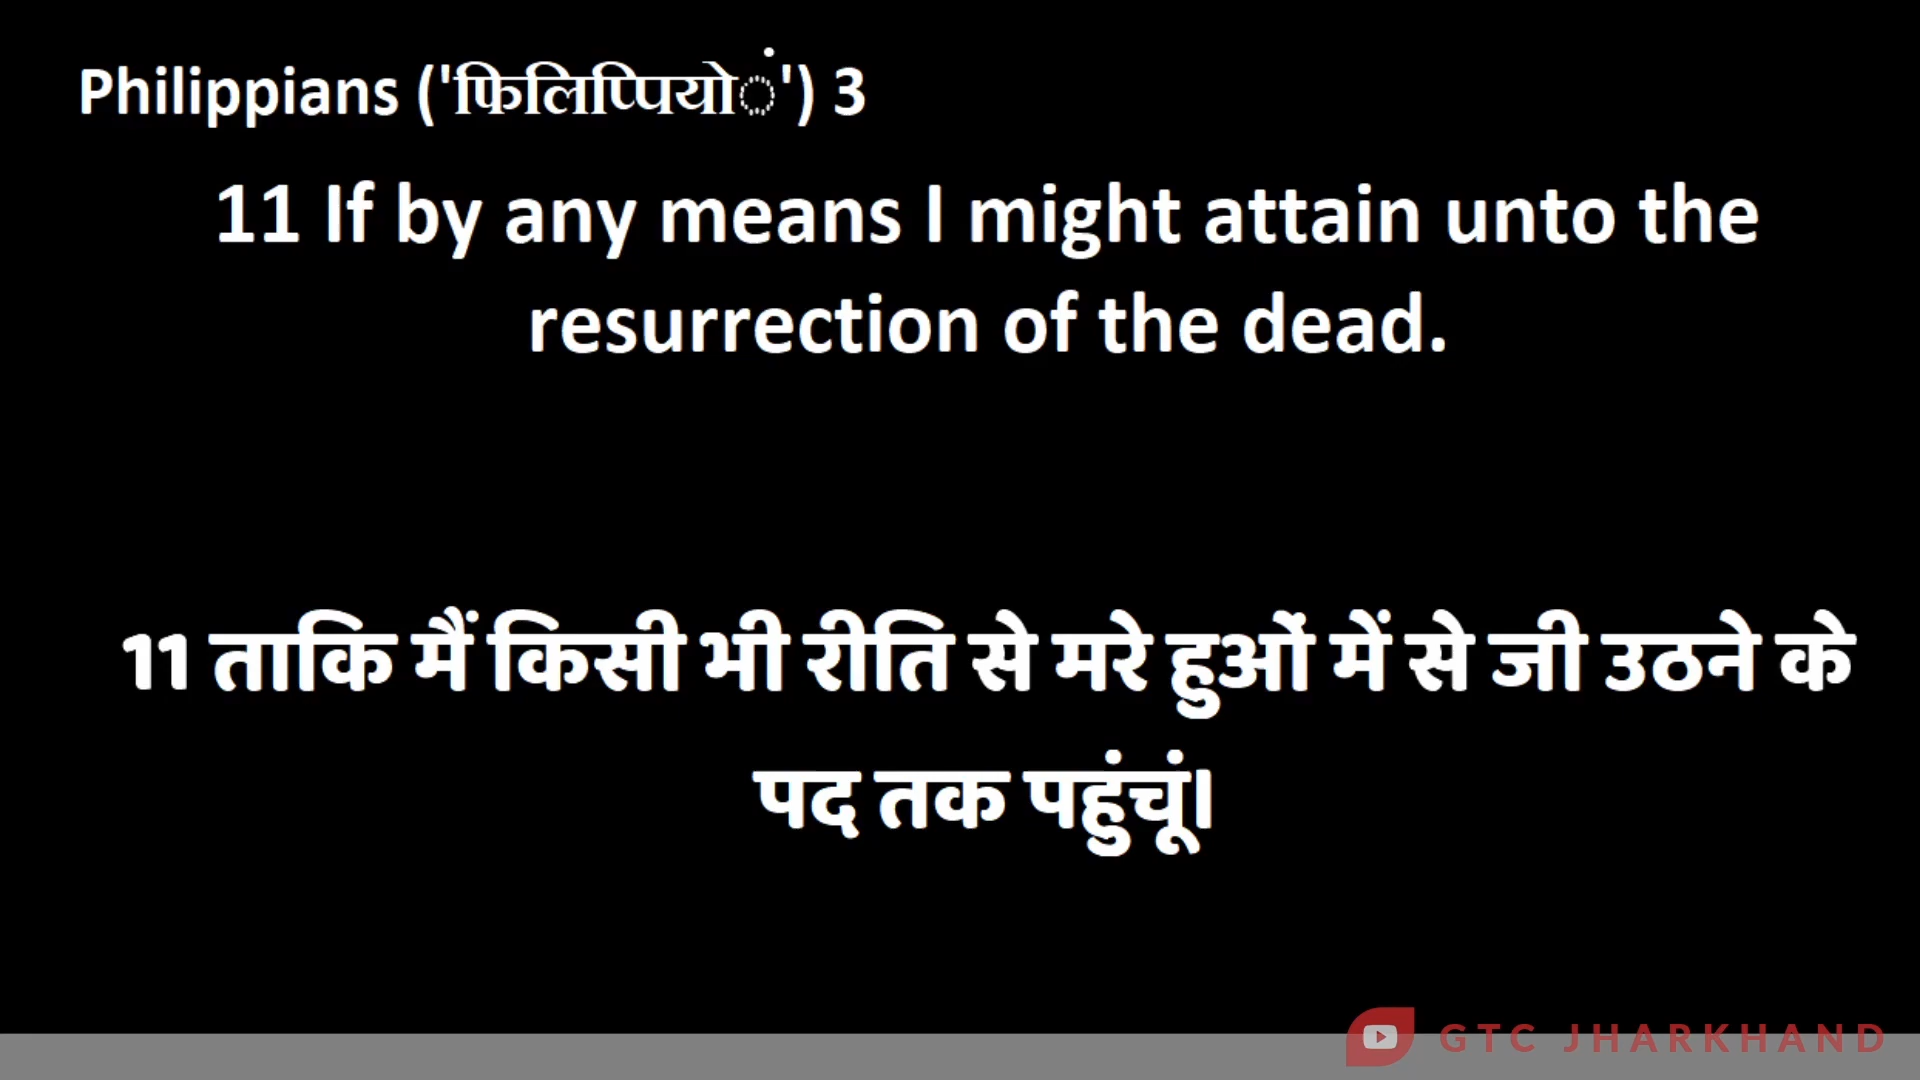 Philippians ('फिलिप्पियों') 3
11 If by any means I might attain unto the
resurrection of the dead.
11 ताकि मैं किसी भी रीति से मरे हुओं में से जी उठने के
पद तक पहुंचूं।
GTC JHARKHAND